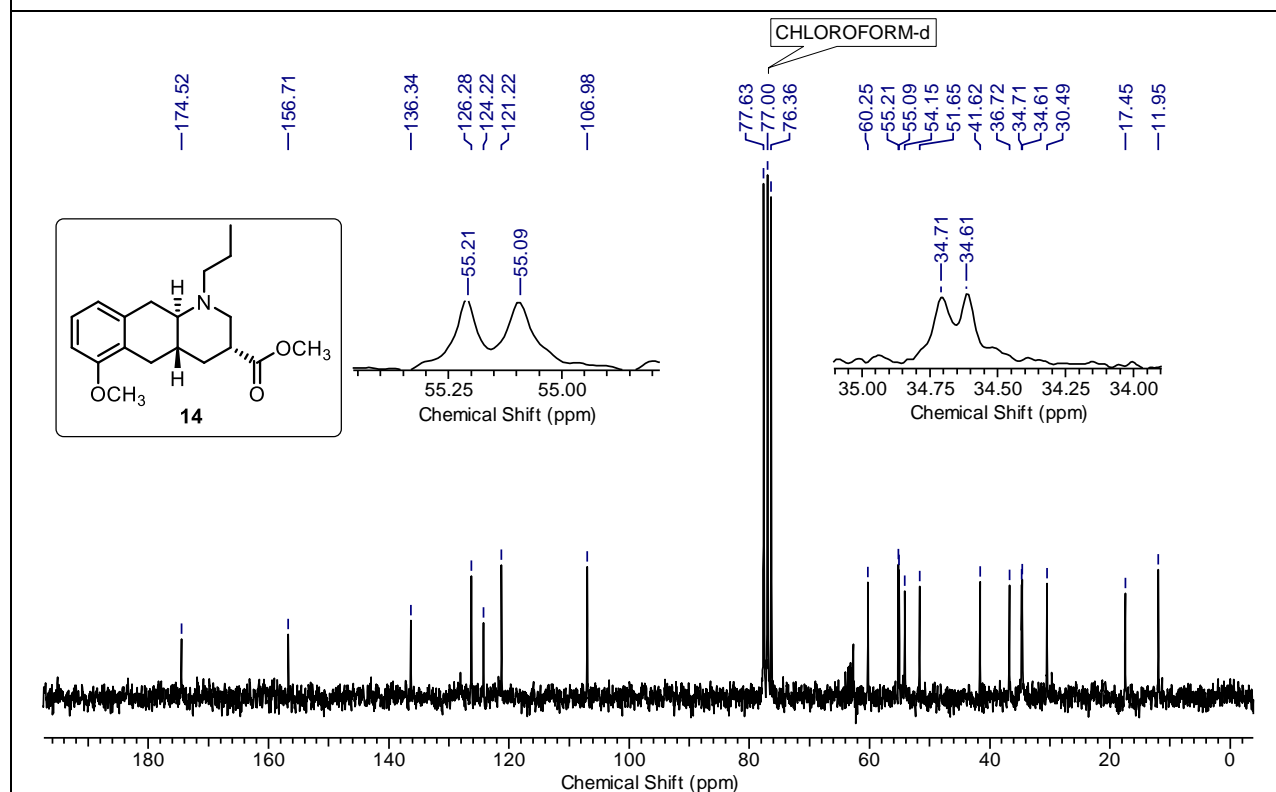 CHLOROFORM-d
174.52
156.71
136.34
126.28
124.22
121.22
106.98
77.63
77.00
76.36
60.25
55.21
55.09
54.15
51.65
41.62
36.72
34.71
34.61
30.49
17.45
11.95
H
N
H
OCH3
O
OCH3
14
55.21
55.09
55.25 55.00
Chemical Shift (ppm)
34.71
34.61
35.00 34.75 34.50 34.25 34.00
Chemical Shift (ppm)
180 160 140 120 100 80 60 40 20 0
Chemical Shift (ppm)